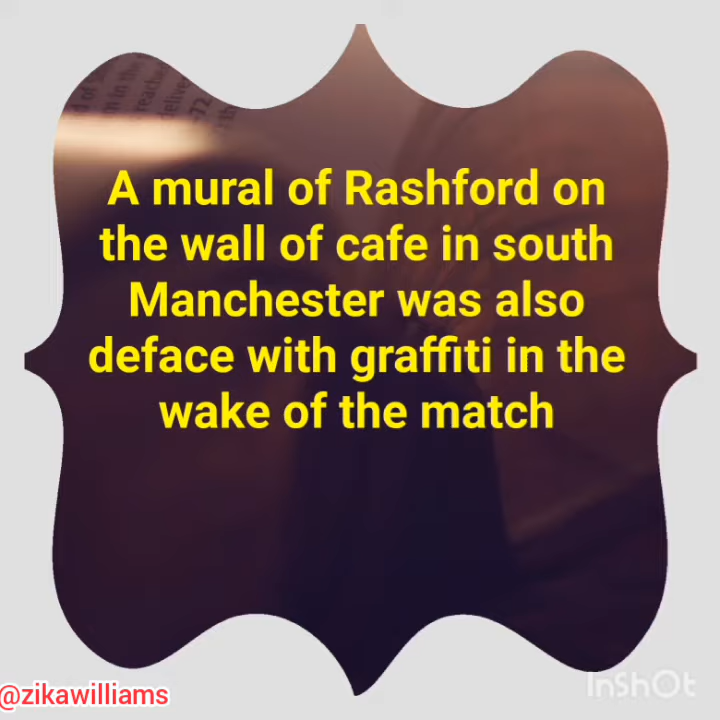 A mural of Rashford on
the wall of cafe in south
Manchester was also
deface with graffiti in the
wake of the match
@zikawilliams
InShOt